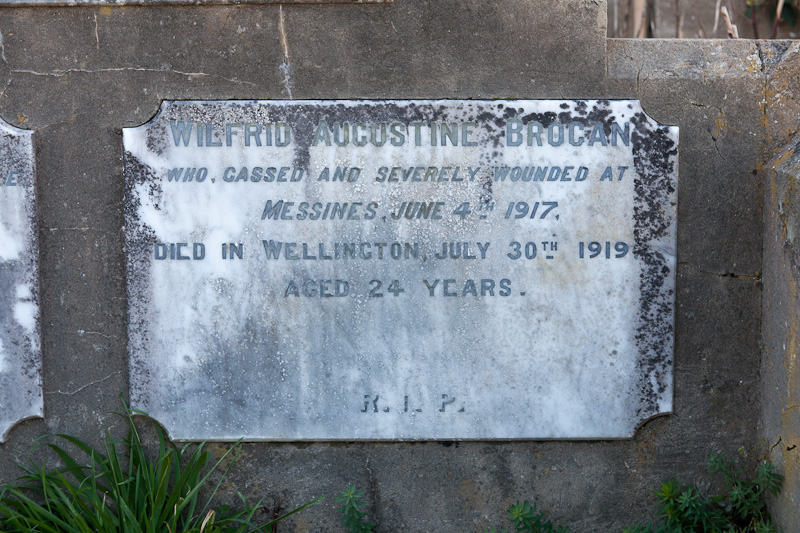 WILFRID AUGUSTINE BROGAN
WHO, GASSED AND SEVERELY WOUNDED AT
MESSINES, JUNE 4TH 1917,
DIED IN WELLINGTON, JULY 30TH 1919
AGED 24 YEARS.
R. I. P.